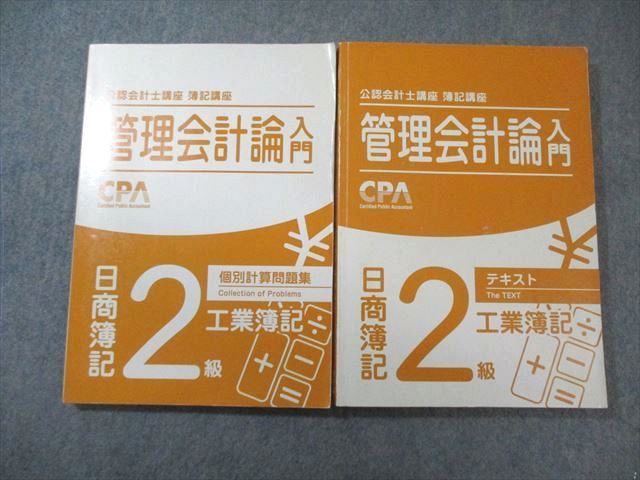 公認会計士講座 簿記講座
管理会計論入門
CPA
Certified Public Accountant
個別計算問題集
Collection of Problems
日商簿記
2級
工業簿記
公認会計士講座 簿記講座
管理会計論入門
CPA
Certified Public Accountant
テキスト
The TEXT
日商簿記
2級
工業簿記